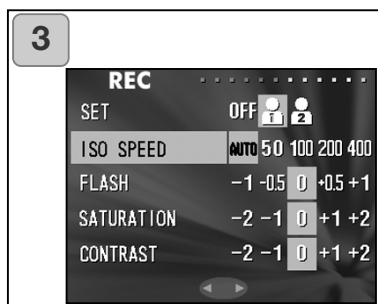 3
REC
SET OFF 1 2
ISO SPEED AUTO 50 100 200 400
FLASH -1 -0.5 0 +0.5 +1
SATURATION -2 -1 0 +1 +2
CONTRAST -2 -1 0 +1 +2